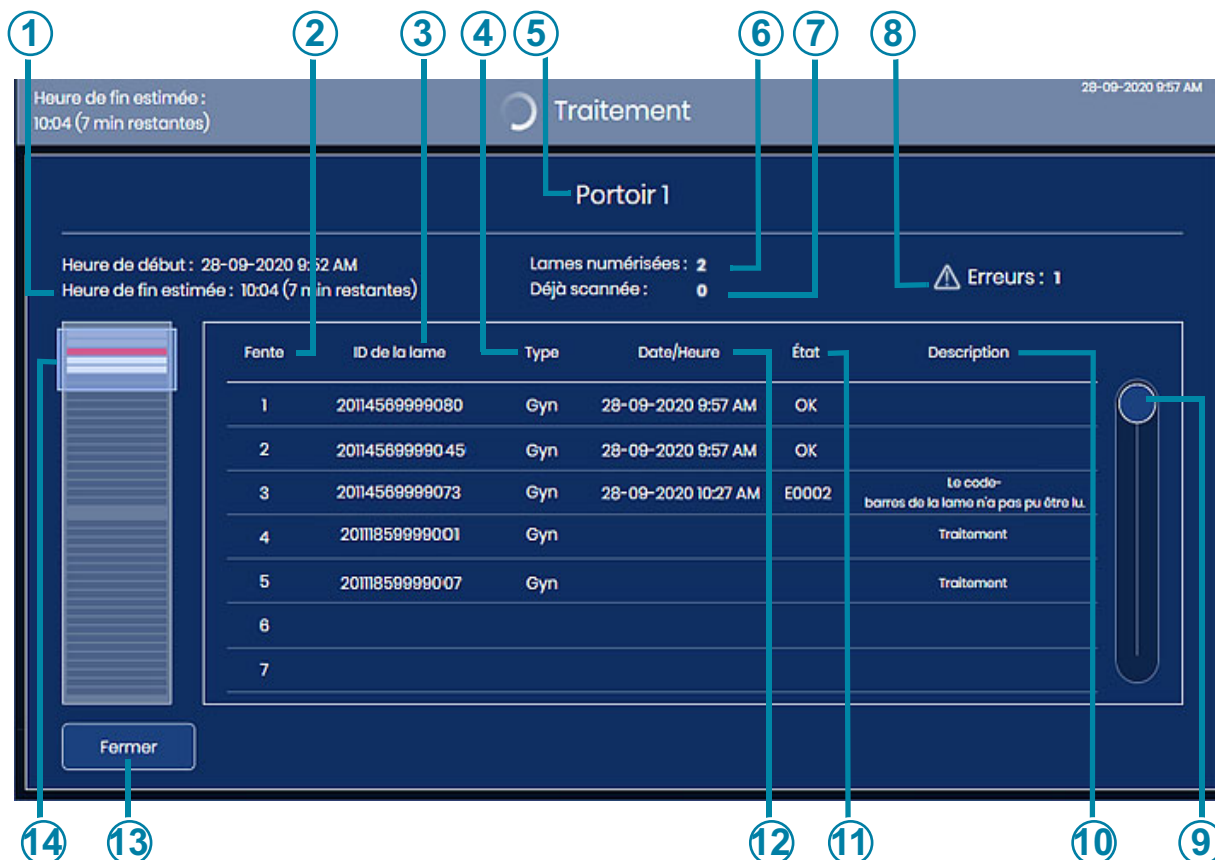 1 2 3 4 5 6 7 8
Heure de fin estimée :
10:04 (7 min restantes)
Traitement
28-09-2020 9:57 AM
Portoir 1
Heure de début : 28-09-2020 9:52 AM
Heure de fin estimée : 10:04 (7 min restantes)
Lames numérisées : 2
Déjà scannée : 0
Erreurs : 1
Fente ID de la lame Type Date/Heure État Description
1 20114569999080 Gyn 28-09-2020 9:57 AM OK
2 20114569999045 Gyn 28-09-2020 9:57 AM OK
3 20114569999073 Gyn 28-09-2020 10:27 AM E0002 Le code-
barres de la lame n'a pas pu être lu.
4 20111859999001 Gyn Traitement
5 20111859999007 Gyn Traitement
6
7
Fermer
14 13 12 11 10 9